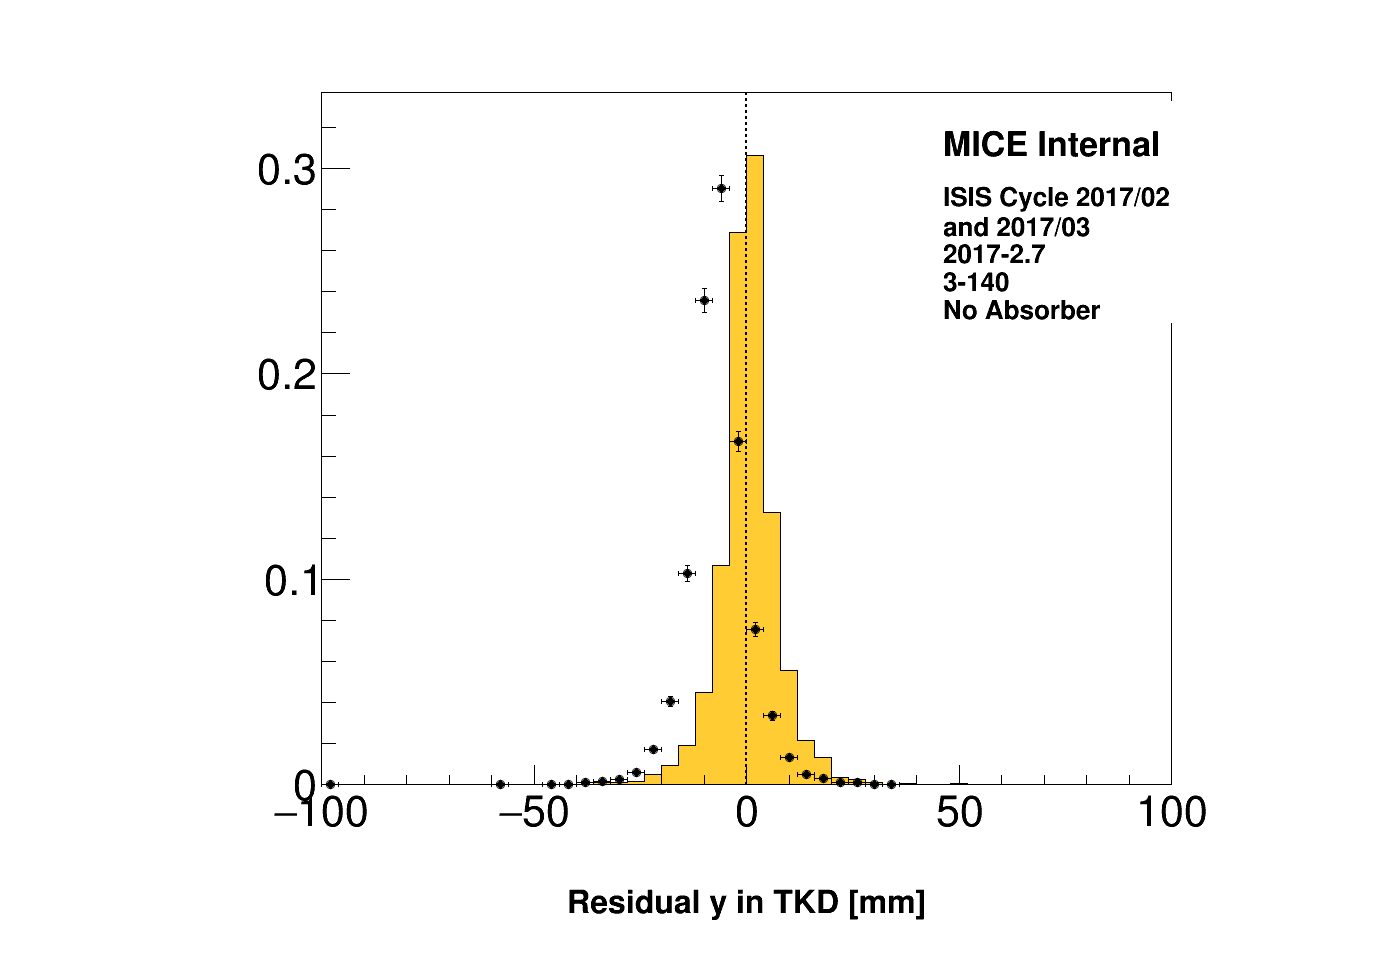 MICE Internal
ISIS Cycle 2017/02
and 2017/03
2017-2.7
3-140
No Absorber
0.3
0.2
0.1
0
−100 −50 0 50 100
Residual y in TKD [mm]